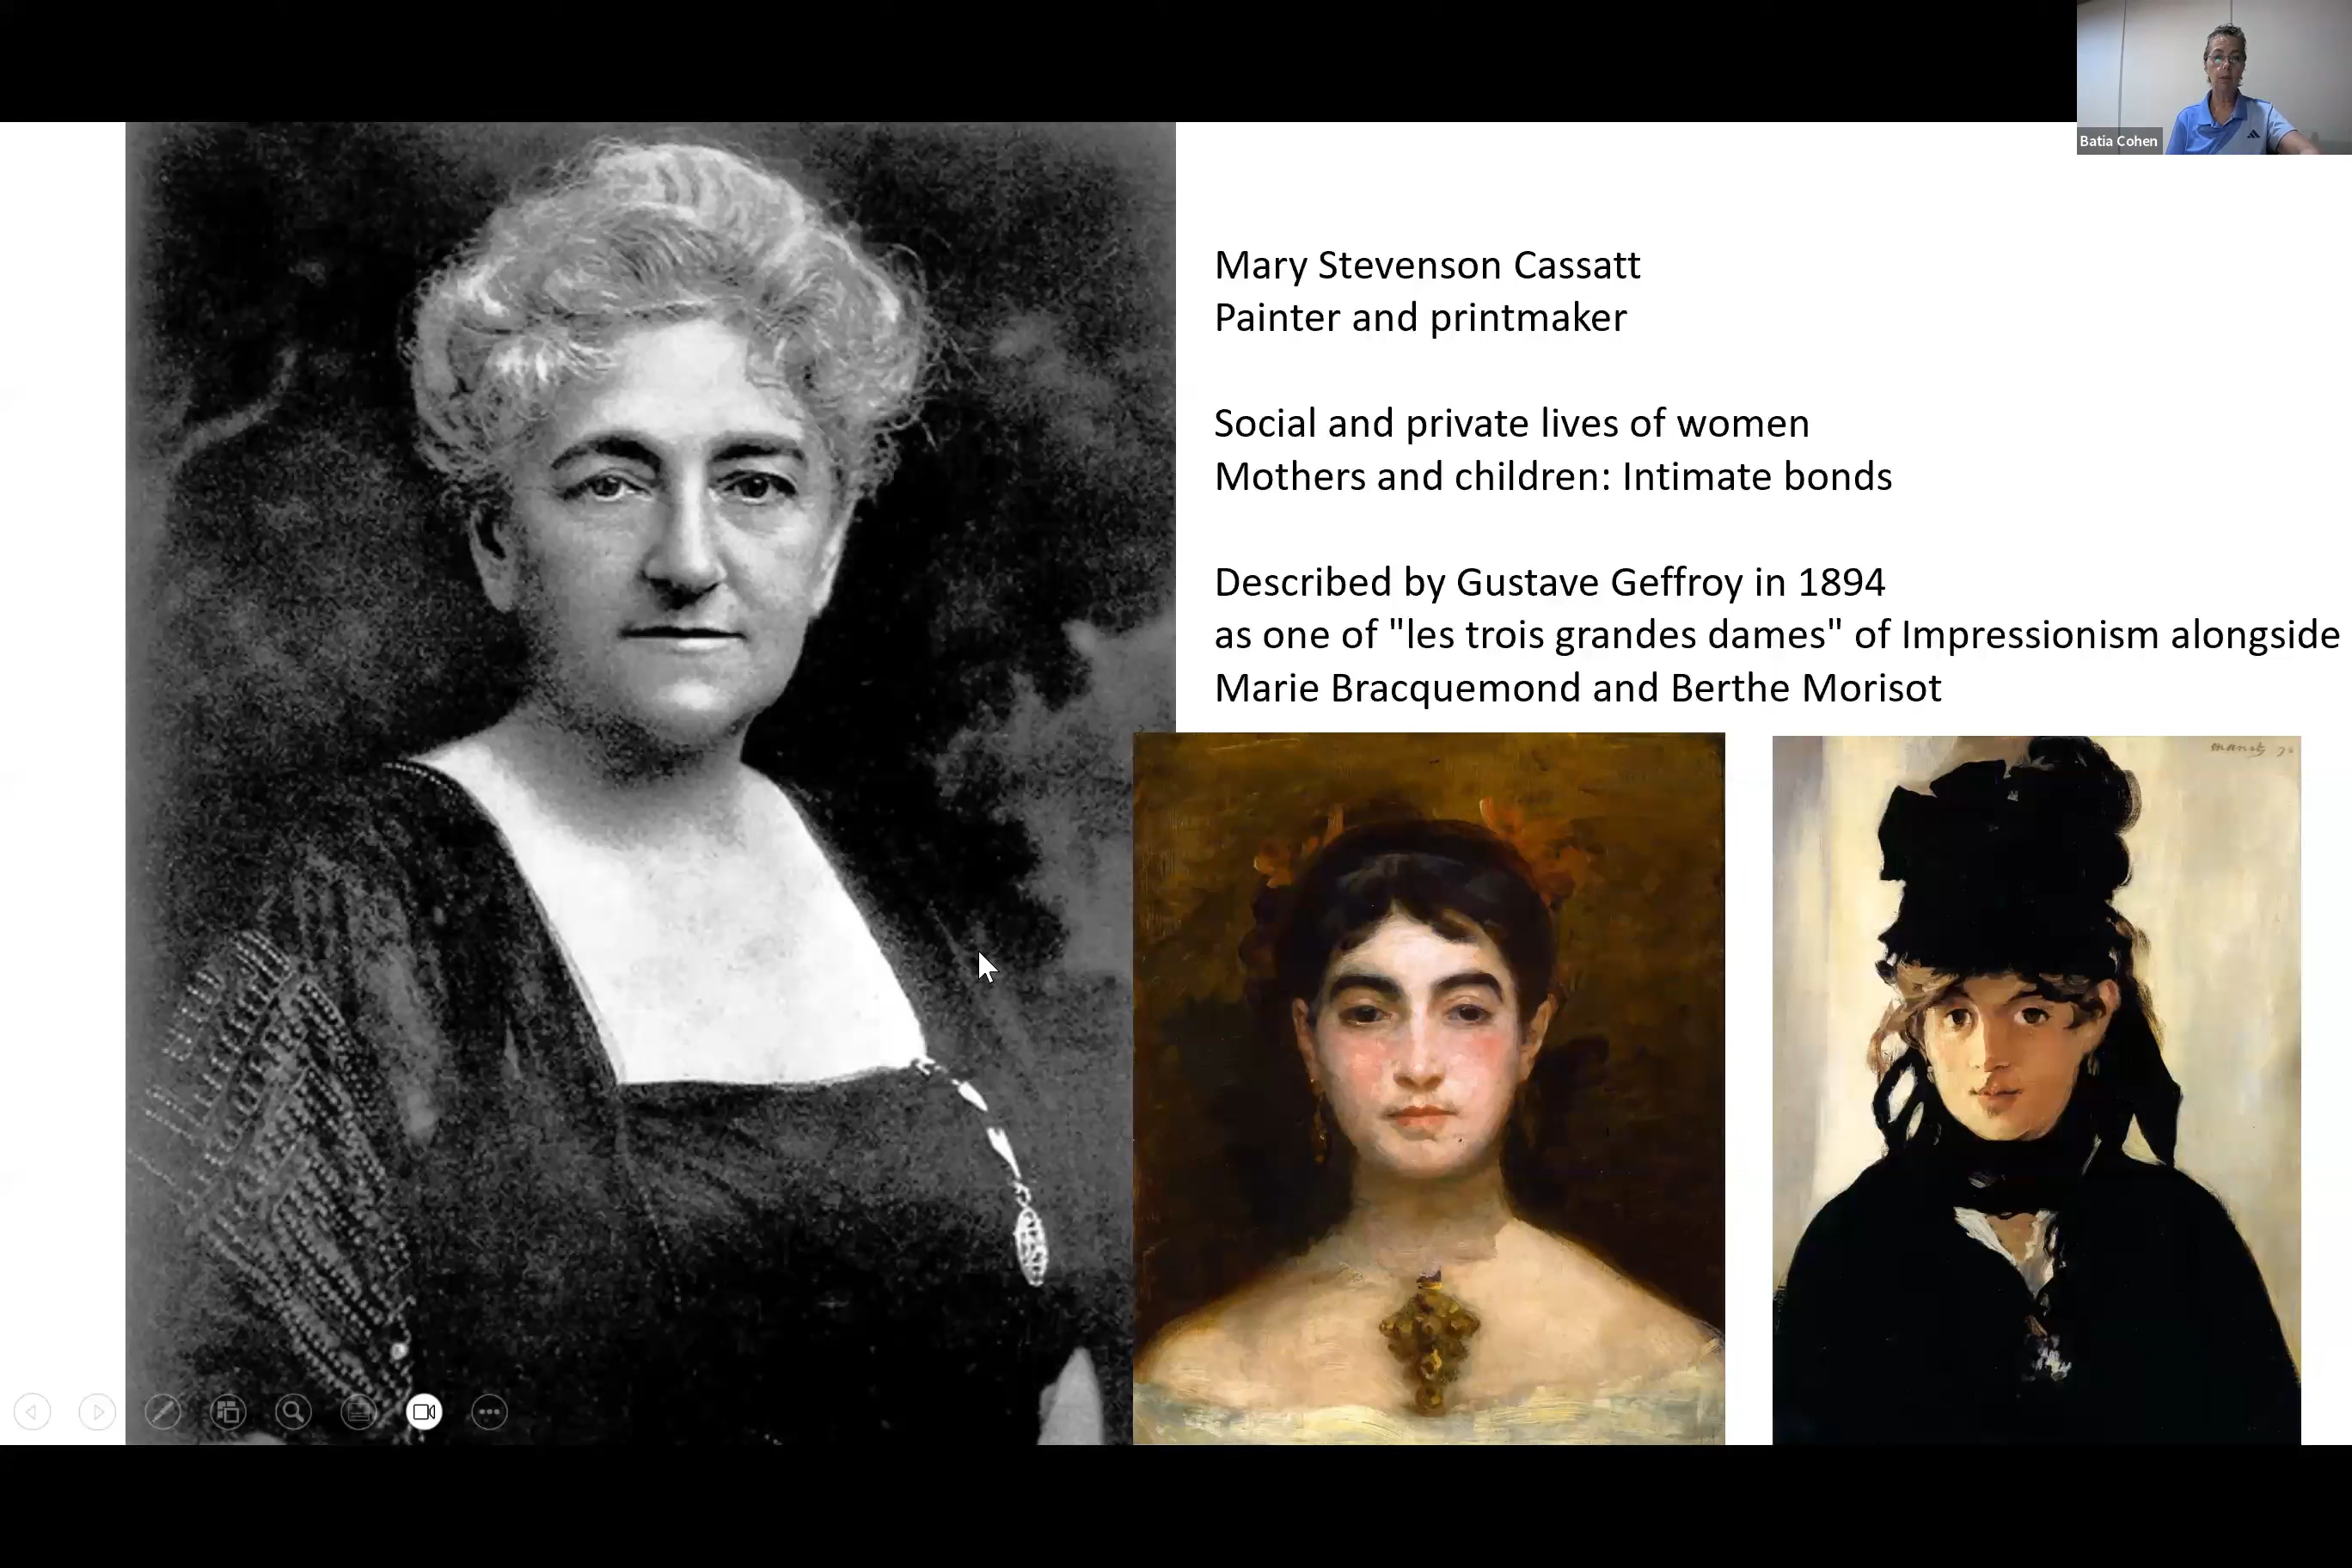 Batia Cohen
Mary Stevenson Cassatt
Painter and printmaker
Social and private lives of women
Mothers and children: Intimate bonds
Described by Gustave Geffroy in 1894
as one of "les trois grandes dames" of Impressionism alongside
Marie Bracquemond and Berthe Morisot